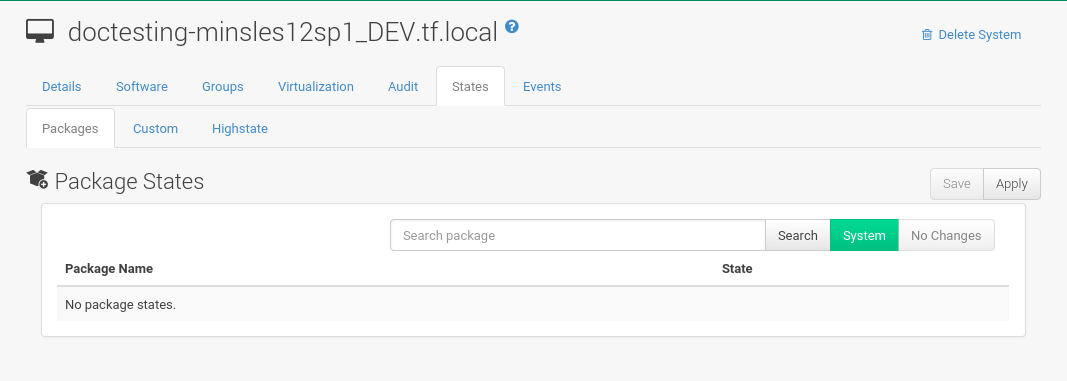 doctesting-minsles12sp1_DEV.tf.local ?
Delete System
Details Software Groups Virtualization Audit States Events
Packages Custom Highstate
Package States
Save Apply
Search package Search System No Changes
Package Name State
No package states.